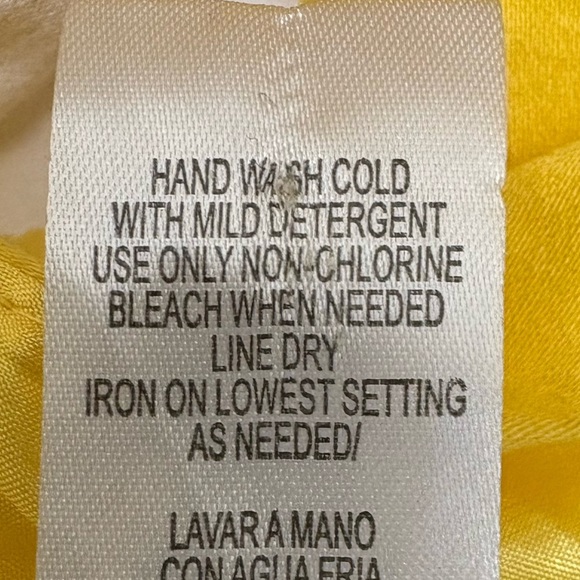 HAND WASH COLD
WITH MILD DETERGENT
USE ONLY NON-CHLORINE
BLEACH WHEN NEEDED
LINE DRY
IRON ON LOWEST SETTING
AS NEEDED/
LAVAR A MANO
CON AGUA FRIA